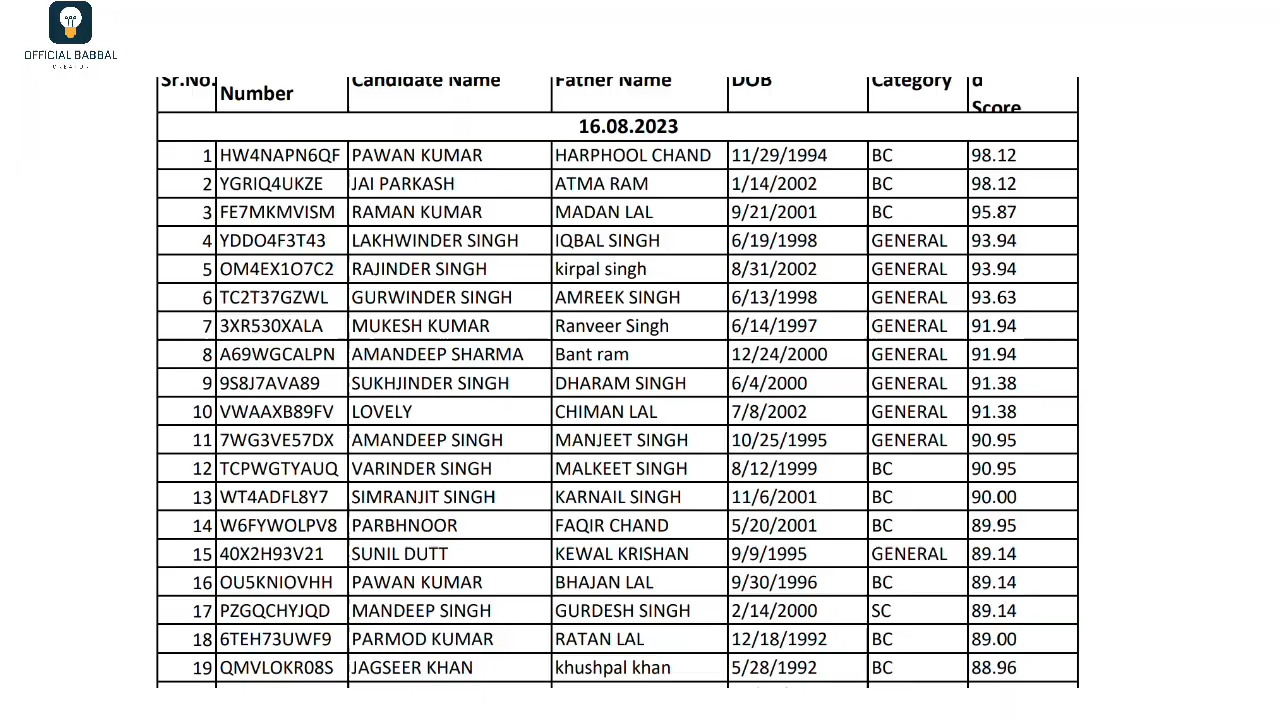 OFFICIAL BABBAL
CREATOR
Sr.No. Number Candidate Name Father Name DOB Category d Score
16.08.2023
1 HW4NAPN6QF PAWAN KUMAR HARPHOOL CHAND 11/29/1994 BC 98.12
2 YGRIQ4UKZE JAI PARKASH ATMA RAM 1/14/2002 BC 98.12
3 FE7MKMVISM RAMAN KUMAR MADAN LAL 9/21/2001 BC 95.87
4 YDDO4F3T43 LAKHWINDER SINGH IQBAL SINGH 6/19/1998 GENERAL 93.94
5 OM4EX1O7C2 RAJINDER SINGH kirpal singh 8/31/2002 GENERAL 93.94
6 TC2T37GZWL GURWINDER SINGH AMREEK SINGH 6/13/1998 GENERAL 93.63
7 3XR530XALA MUKESH KUMAR Ranveer Singh 6/14/1997 GENERAL 91.94
8 A69WGCALPN AMANDEEP SHARMA Bant ram 12/24/2000 GENERAL 91.94
9 9S8J7AVA89 SUKHJINDER SINGH DHARAM SINGH 6/4/2000 GENERAL 91.38
10 VWAAXB89FV LOVELY CHIMAN LAL 7/8/2002 GENERAL 91.38
11 7WG3VE57DX AMANDEEP SINGH MANJEET SINGH 10/25/1995 GENERAL 90.95
12 TCPWGTYAUQ VARINDER SINGH MALKEET SINGH 8/12/1999 BC 90.95
13 WT4ADFL8Y7 SIMRANJIT SINGH KARNAIL SINGH 11/6/2001 BC 90.00
14 W6FYWOLPV8 PARBHNOOR FAQIR CHAND 5/20/2001 BC 89.95
15 40X2H93V21 SUNIL DUTT KEWAL KRISHAN 9/9/1995 GENERAL 89.14
16 OU5KNIOVHH PAWAN KUMAR BHAJAN LAL 9/30/1996 BC 89.14
17 PZGQCHYJQD MANDEEP SINGH GURDESH SINGH 2/14/2000 SC 89.14
18 6TEH73UWF9 PARMOD KUMAR RATAN LAL 12/18/1992 BC 89.00
19 QMVLOKR08S JAGSEER KHAN khushpal khan 5/28/1992 BC 88.96